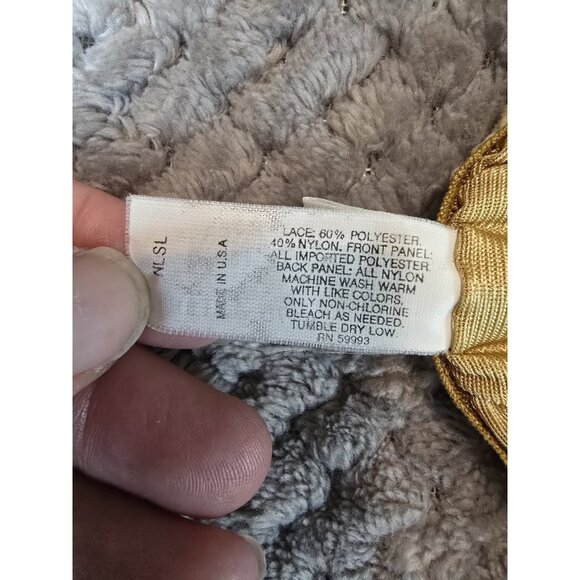 NLSL
MADE IN U.S.A
LACE: 60% POLYESTER.
40% NYLON. FRONT PANEL:
ALL IMPORTED POLYESTER.
BACK PANEL: ALL NYLON
MACHINE WASH WARM
WITH LIKE COLORS.
ONLY NON-CHLORINE
BLEACH AS NEEDED.
TUMBLE DRY LOW.
RN 59993